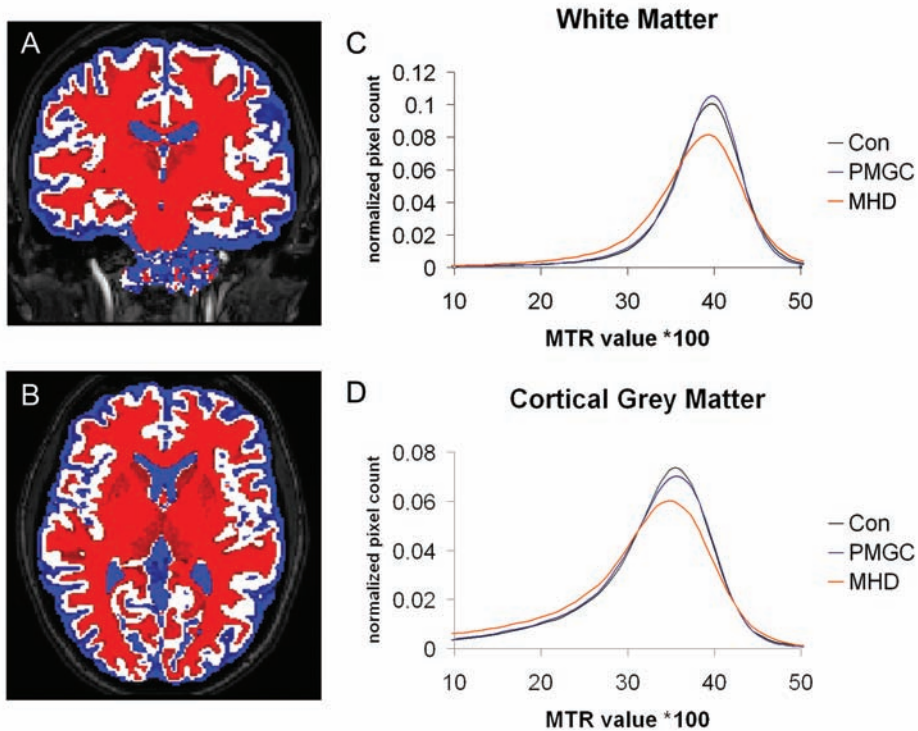 A
B
C
White Matter
normalized pixel count
0.12
0.1
0.08
0.06
0.04
0.02
0
10 20 30 40 50
MTR value *100
Con
PMGC
MHD
D
Cortical Grey Matter
normalized pixel count
0.08
0.06
0.04
0.02
0
10 20 30 40 50
MTR value *100
Con
PMGC
MHD